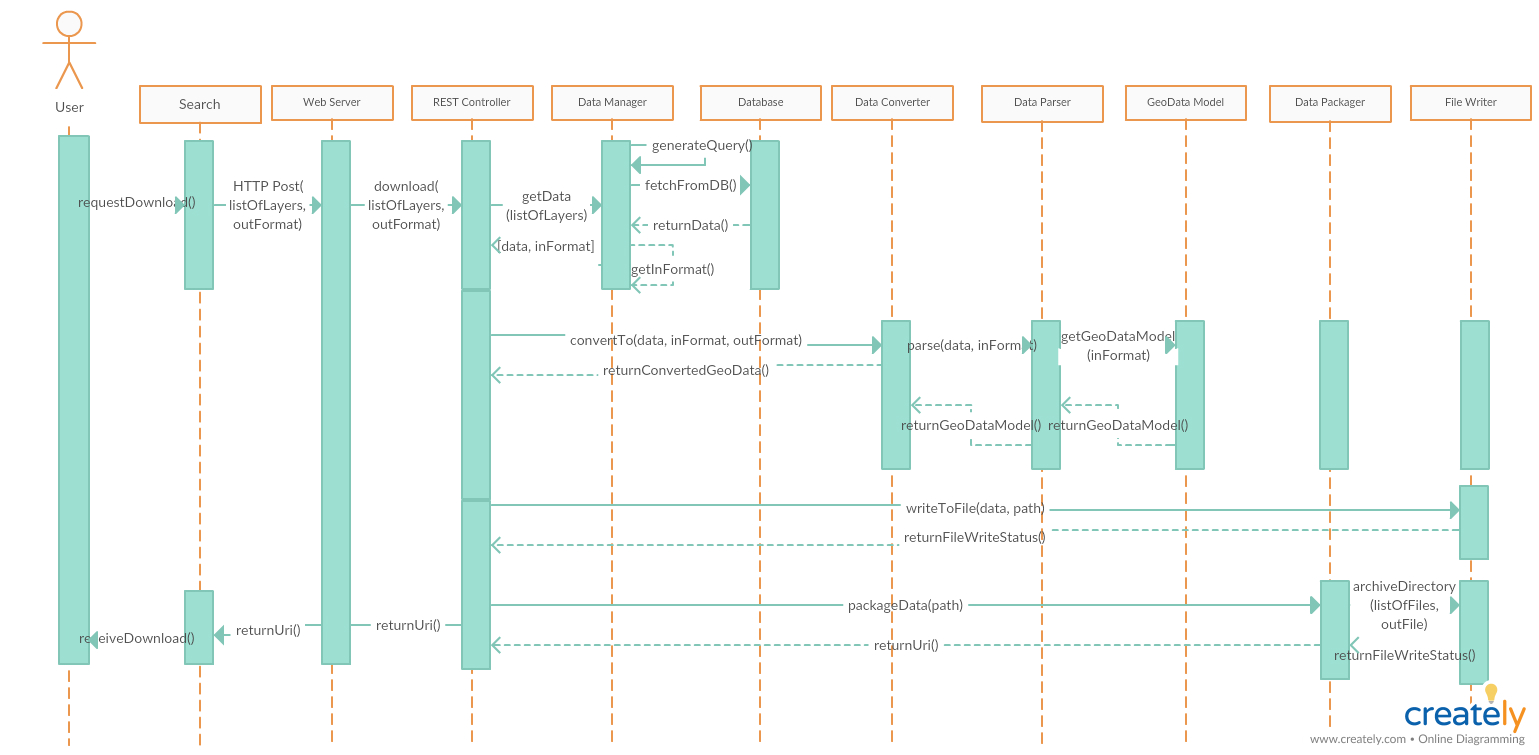 User
Search
Web Server
REST Controller
Data Manager
Database
Data Converter
Data Parser
GeoData Model
Data Packager
File Writer
generateQuery()
requestDownload()
HTTP Post(
listOfLayers,
outFormat)
download(
listOfLayers,
outFormat)
getData
(listOfLayers)
fetchFromDB()
returnData()
[data, inFormat]
getInFormat()
convertTo(data, inFormat, outFormat)
parse(data, inFormat)
getGeoDataModel
(inFormat)
returnConvertedGeoData()
returnGeoDataModel()
returnGeoDataModel()
writeToFile(data, path)
returnFileWriteStatus()
packageData(path)
archiveDirectory
(listOfFiles,
outFile)
receiveDownload()
returnUri()
returnUri()
returnUri()
returnFileWriteStatus()
creately
www.creately.com • Online Diagramming